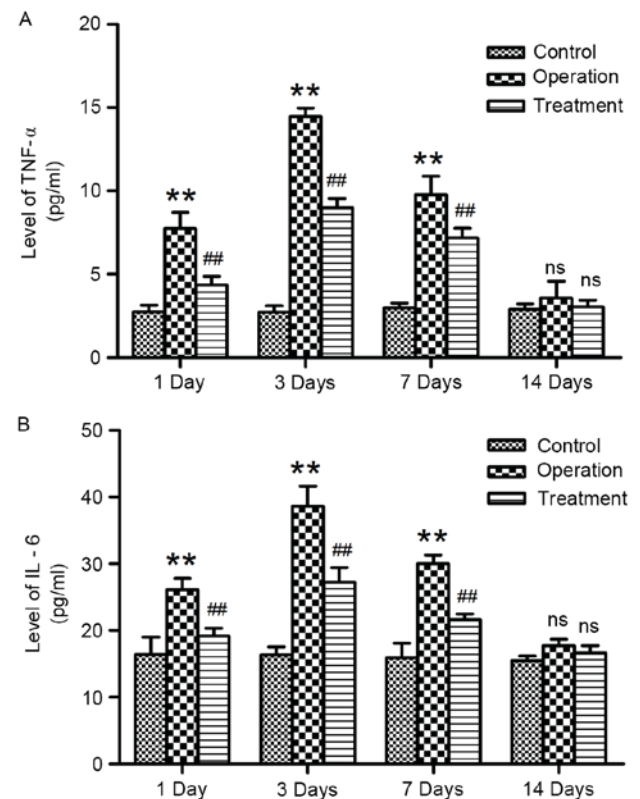 A
Level of TNF-α
(pg/ml)
20
15
10
5
0
Control
Operation
Treatment
**
##
**
##
**
##
ns
ns
1 Day
3 Days
7 Days
14 Days
B
Level of IL - 6
(pg/ml)
50
40
30
20
10
0
Control
Operation
Treatment
**
##
**
##
**
##
ns
ns
1 Day
3 Days
7 Days
14 Days